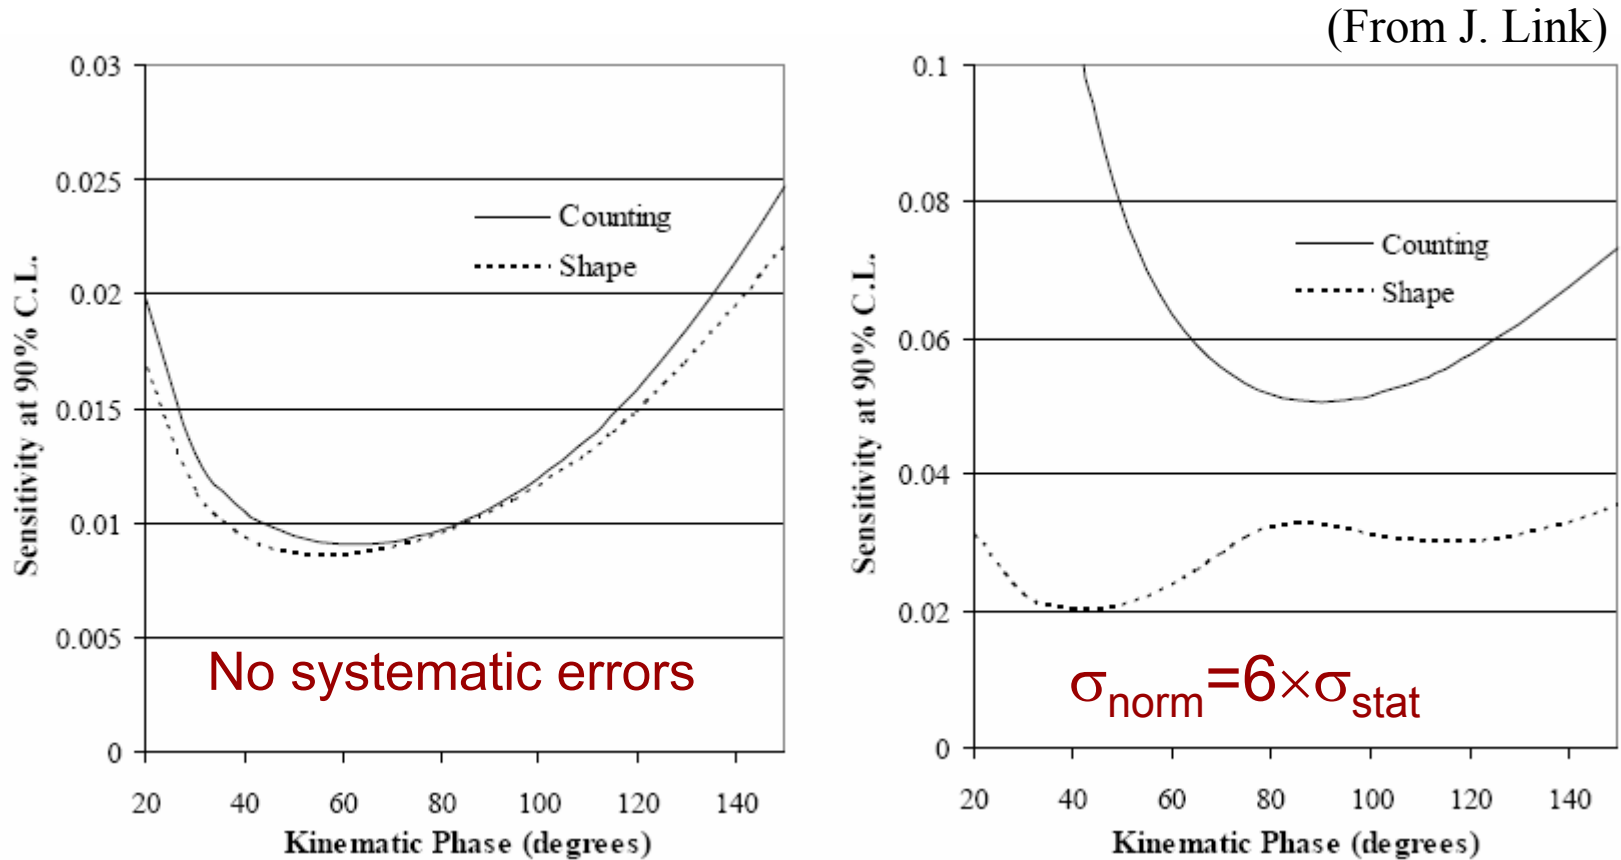 (From J. Link)
0.03
0.025
0.02
0.015
0.01
0.005
0
Sensitivity at 90% C.L.
Counting
Shape
No systematic errors
20 40 60 80 100 120 140
Kinematic Phase (degrees)
0.1
0.08
0.06
0.04
0.02
0
Sensitivity at 90% C.L.
Counting
Shape
σnorm=6×σstat
20 40 60 80 100 120 140
Kinematic Phase (degrees)